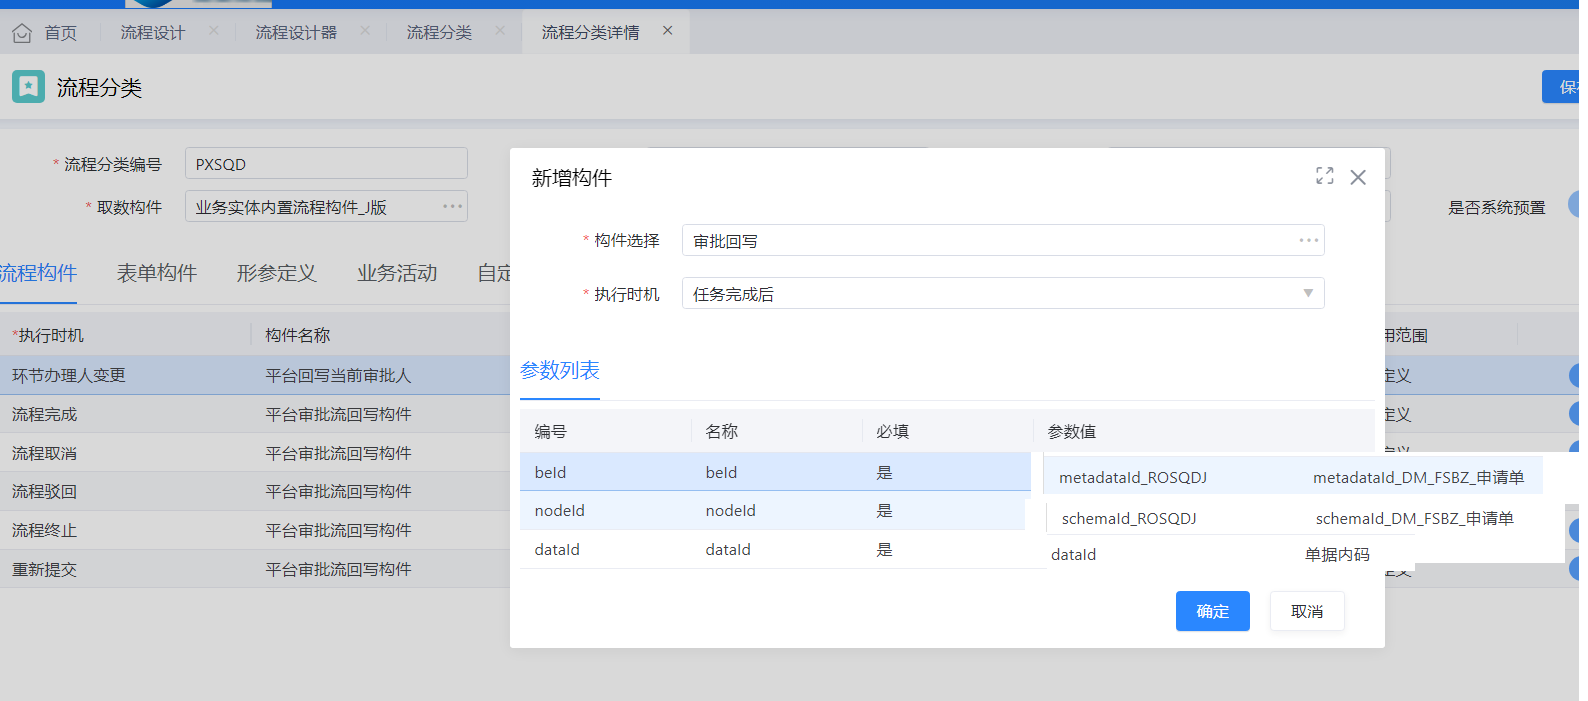 首页 流程设计 流程设计器 流程分类 流程分类详情
流程分类
* 流程分类编号 PXSQD
* 取数构件 业务实体内置流程构件_J版 是否系统预置
流程构件 表单构件 形参定义 业务活动
*执行时机 构件名称 用范围
环节办理人变更 平台回写当前审批人 定义
流程完成 平台审批流回写构件 定义
流程取消 平台审批流回写构件
流程驳回 平台审批流回写构件
流程终止 平台审批流回写构件
重新提交 平台审批流回写构件
新增构件
* 构件选择 审批回写
* 执行时机 任务完成后
参数列表
编号 名称 必填 参数值
beId beId 是 metadataId_ROSQDJ metadataId_DM_FSBZ_申请单
nodeId nodeId 是 schemaId_ROSQDJ schemaId_DM_FSBZ_申请单
dataId dataId 是 dataId 单据内码
确定 取消